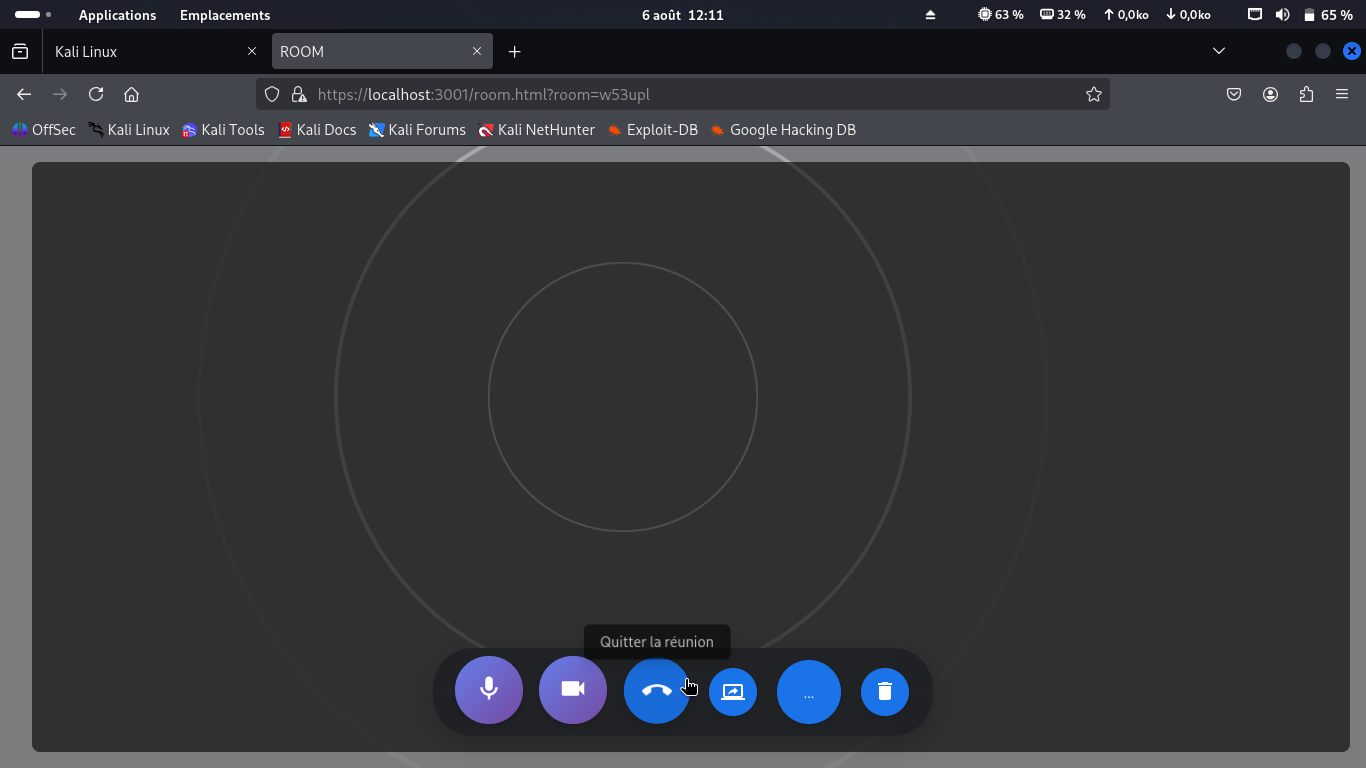 Applications Emplacements 6 août 12:11 63 % 32 % 0,0ko 0,0ko 65 %
Kali Linux ROOM
https://localhost:3001/room.html?room=w53upl
OffSec Kali Linux Kali Tools Kali Docs Kali Forums Kali NetHunter Exploit-DB Google Hacking DB
Quitter la réunion
...